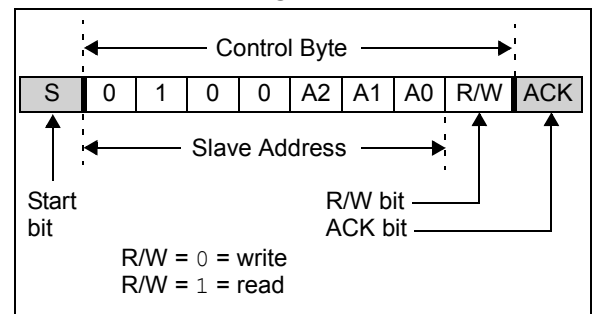 Control Byte
S 0 1 0 0 A2 A1 A0 R/W ACK
Slave Address
Start
bit
R/W bit
ACK bit
R/W = 0 = write
R/W = 1 = read